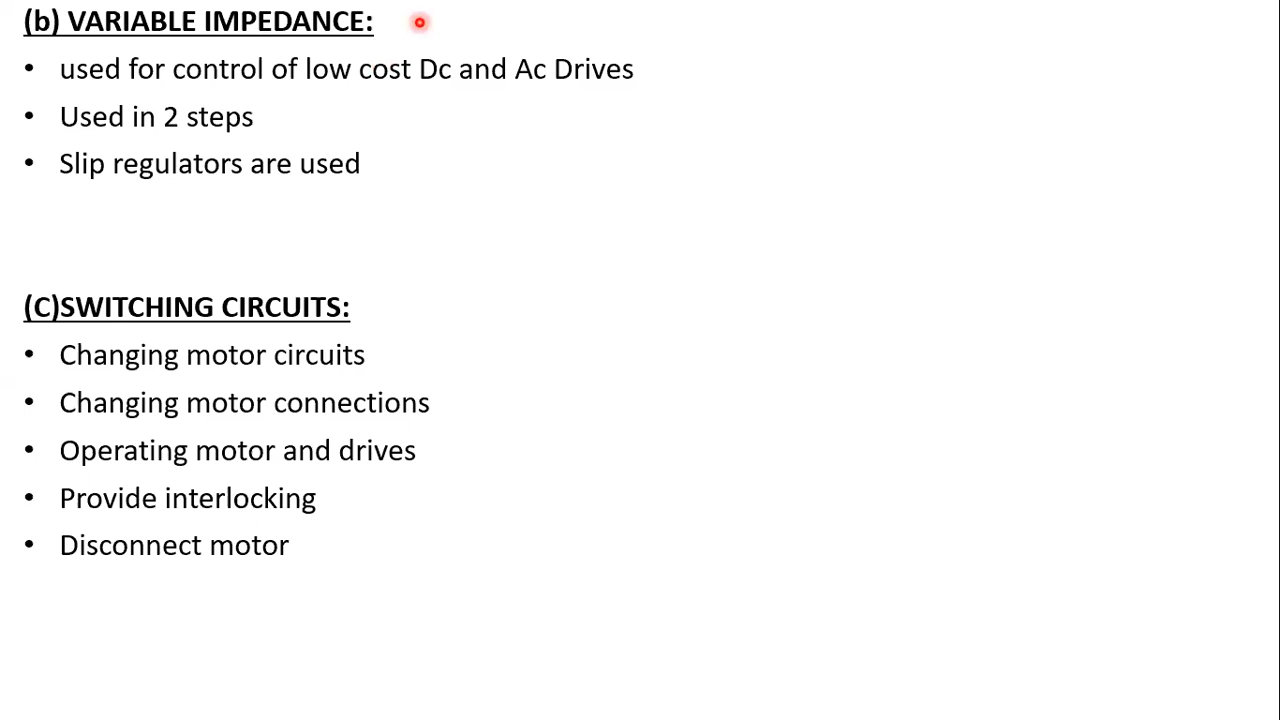 (b) VARIABLE IMPEDANCE:
• used for control of low cost Dc and Ac Drives
• Used in 2 steps
• Slip regulators are used
(C)SWITCHING CIRCUITS:
• Changing motor circuits
• Changing motor connections
• Operating motor and drives
• Provide interlocking
• Disconnect motor